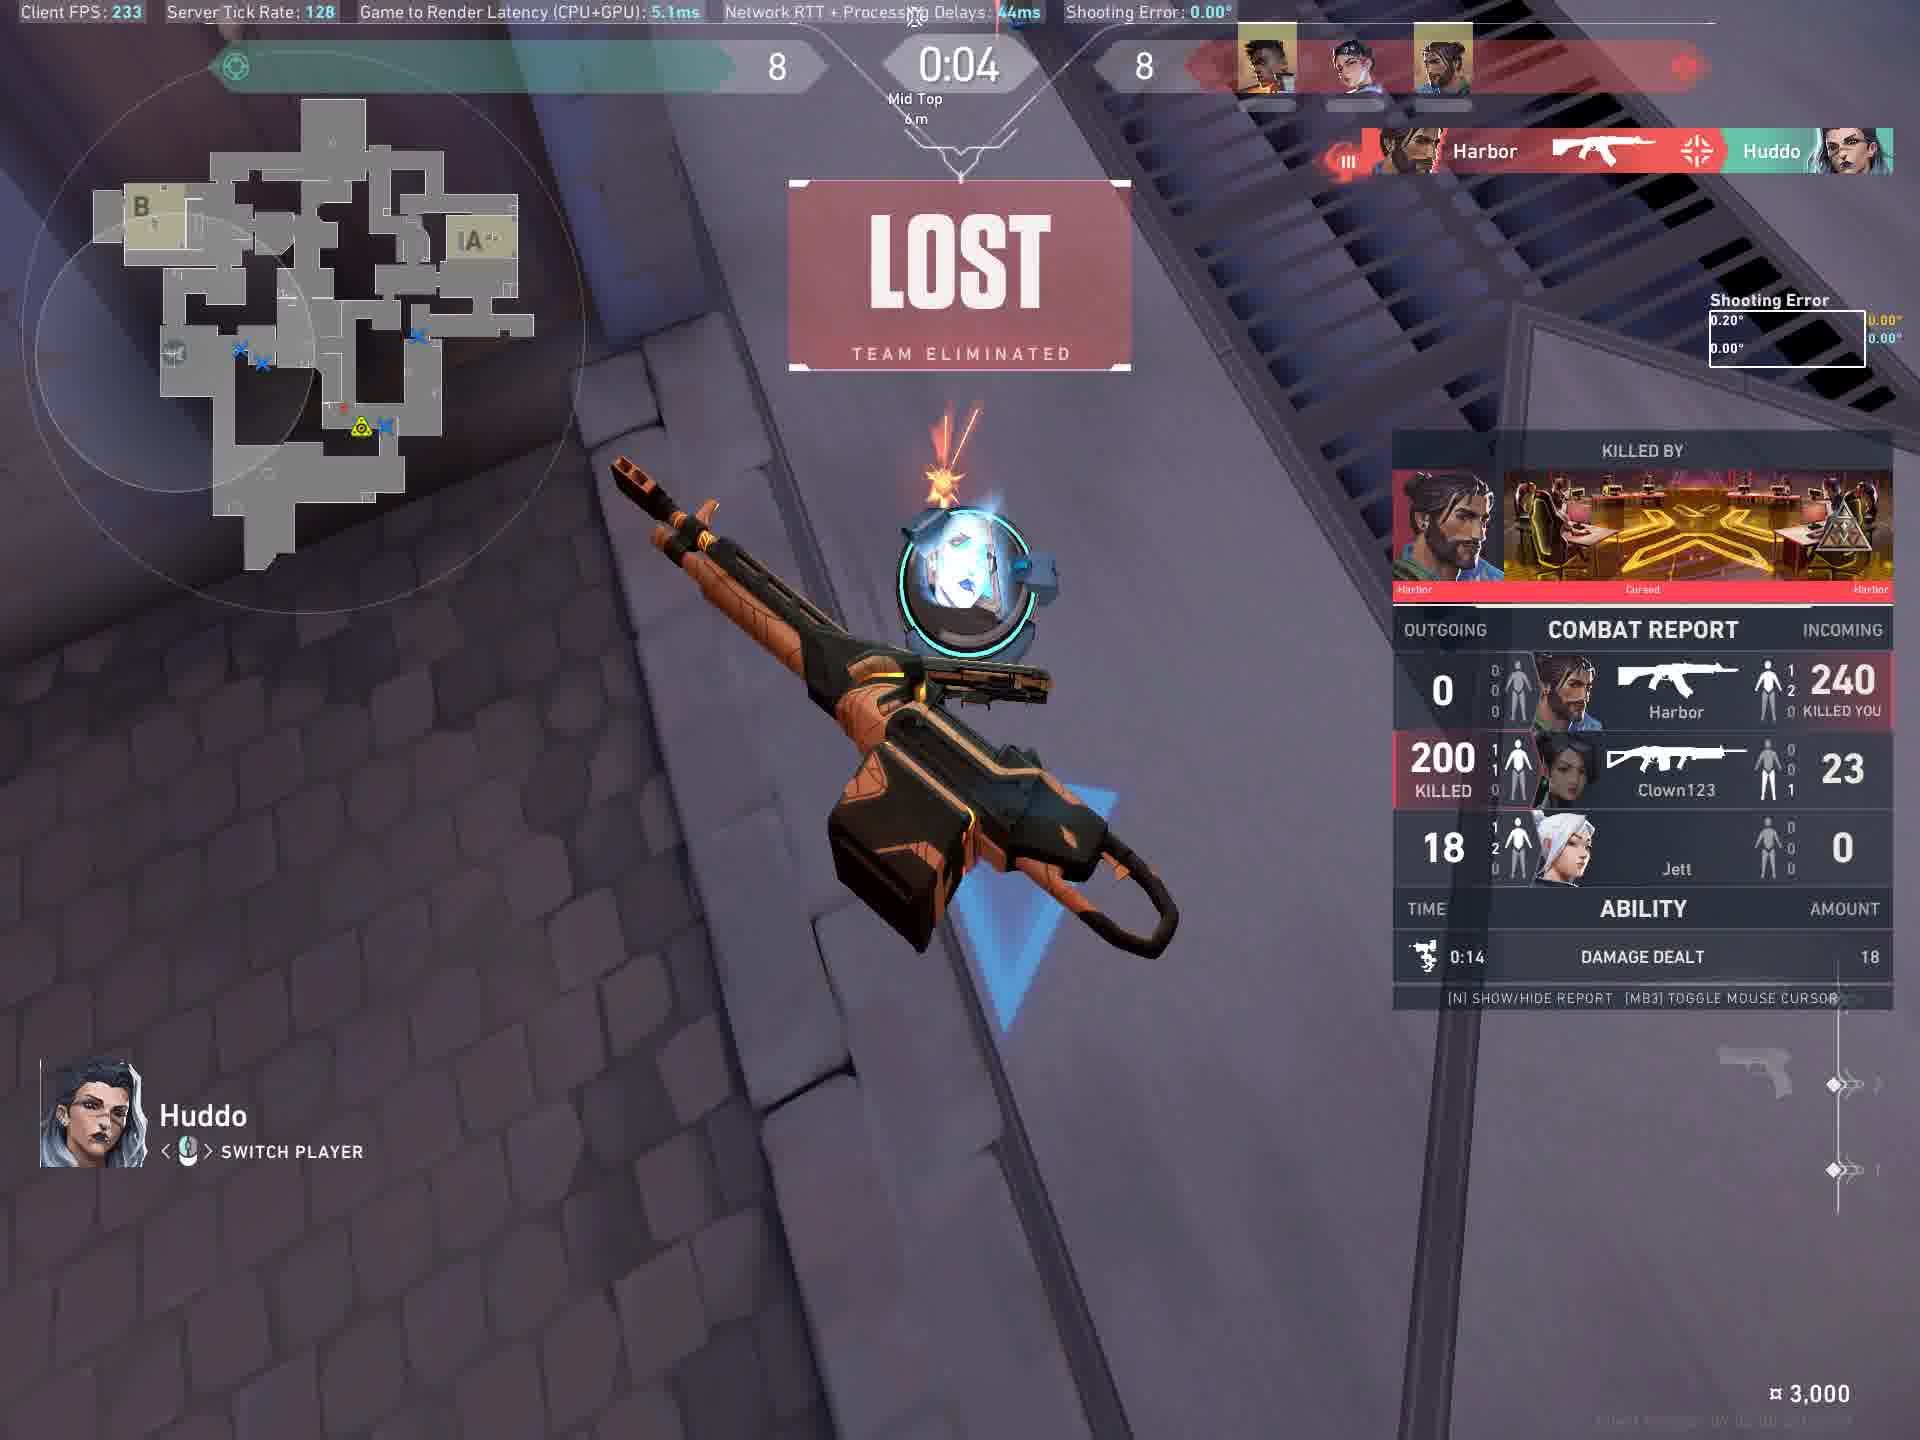 Client FPS: 233 Server Tick Rate: 128 Game to Render Latency (CPU+GPU): 5.1ms Network RTT + Processing Delays: 44ms Shooting Error: 0.00°
8 0:04 8
Mid Top
6 m
Harbor Huddo
B
A
LOST
TEAM ELIMINATED
Shooting Error
0.20° 0.00°
0.00°
0.00°
KILLED BY
Harbor Cursed Harbor
OUTGOING COMBAT REPORT INCOMING
0 0 0 0 Harbor 1 2 0 240 KILLED YOU
200 KILLED 1 1 0 Clown123 0 0 1 23
18 1 2 0 Jett 0 0 0 0
TIME ABILITY AMOUNT
0:14 DAMAGE DEALT 18
[N] SHOW/HIDE REPORT [MB3] TOGGLE MOUSE CURSOR
2
1
Huddo
< > SWITCH PLAYER
¤ 3,000